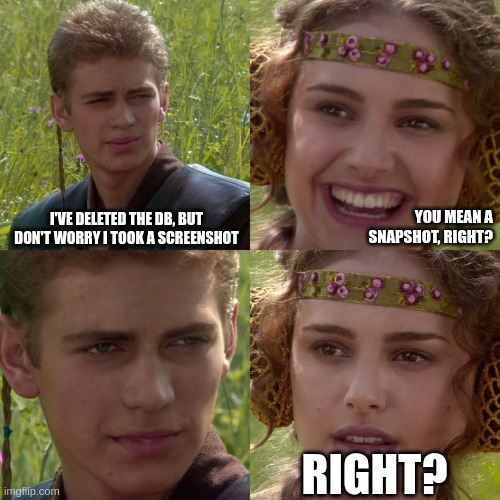 I'VE DELETED THE DB, BUT
DON'T WORRY I TOOK A SCREENSHOT
YOU MEAN A
SNAPSHOT, RIGHT?
RIGHT?
imgflip.com